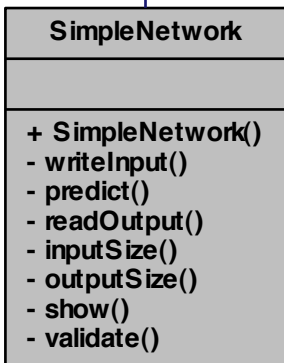 SimpleNetwork
+ SimpleNetwork()
- writeInput()
- predict()
- readOutput()
- inputSize()
- outputSize()
- show()
- validate()